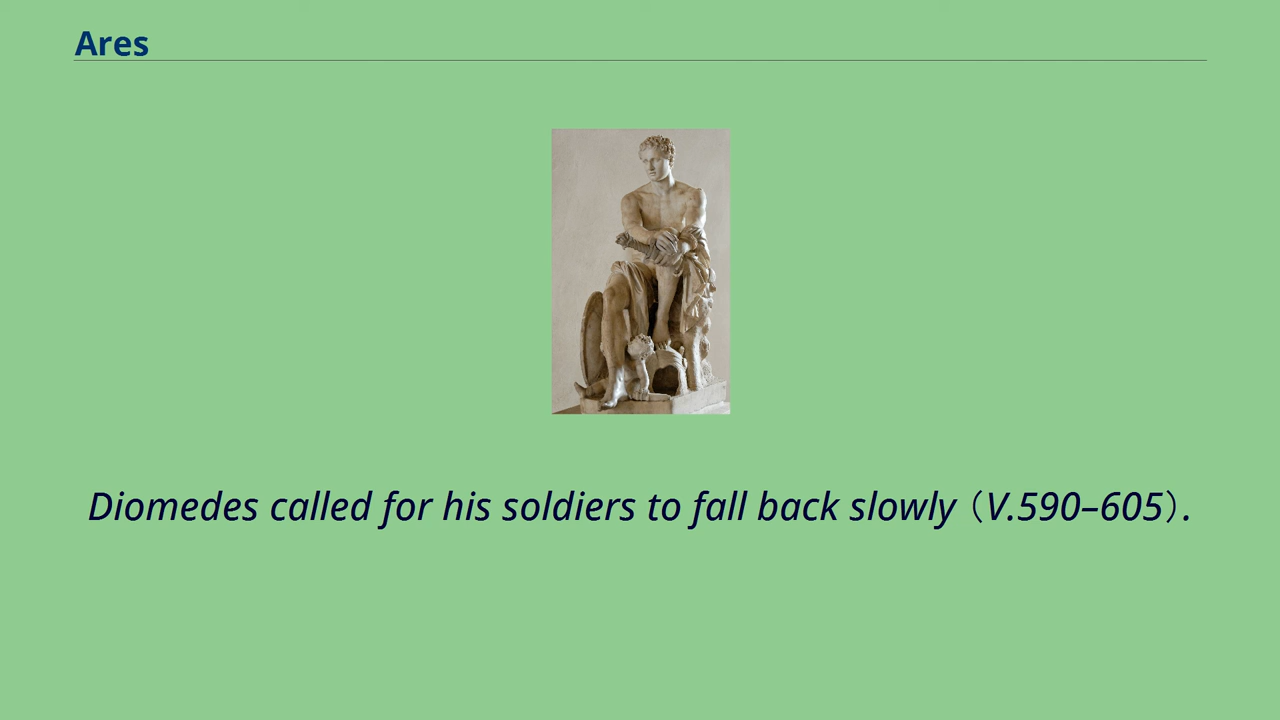 Ares
Diomedes called for his soldiers to fall back slowly（V.590–605）.